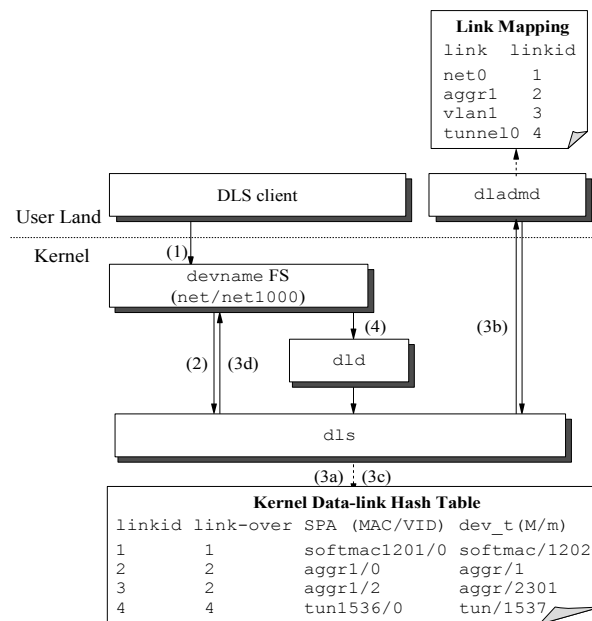 Link Mapping
link linkid
net0 1
aggr1 2
vlan1 3
tunnel0 4
DLS client
dladmd
User Land
Kernel
(1)
devname FS
(net/net1000)
(4)
(3b)
(2)
(3d)
dld
dls
(3a) (3c)
Kernel Data-link Hash Table
linkid link-over SPA (MAC/VID) dev_t(M/m)
1 1 softmac1201/0 softmac/1202
2 2 aggr1/0 aggr/1
3 2 aggr1/2 aggr/2301
4 4 tun1536/0 tun/1537